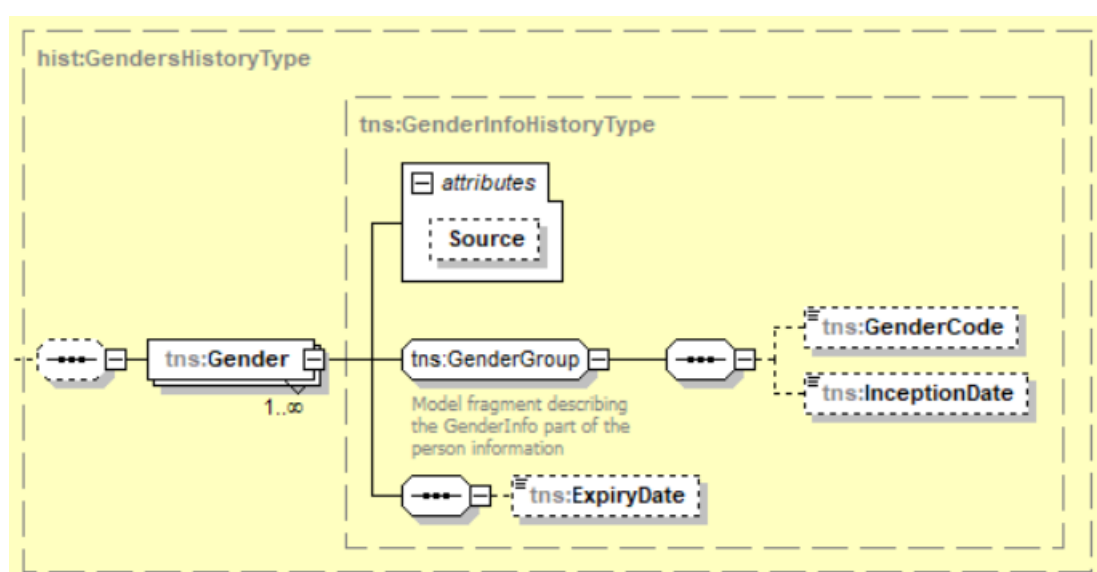 hist:GendersHistoryType
tns:GenderInfoHistoryType
attributes
Source
tns:Gender
1..∞
tns:GenderGroup
Model fragment describing
the GenderInfo part of the
person information
tns:GenderCode
tns:InceptionDate
tns:ExpiryDate